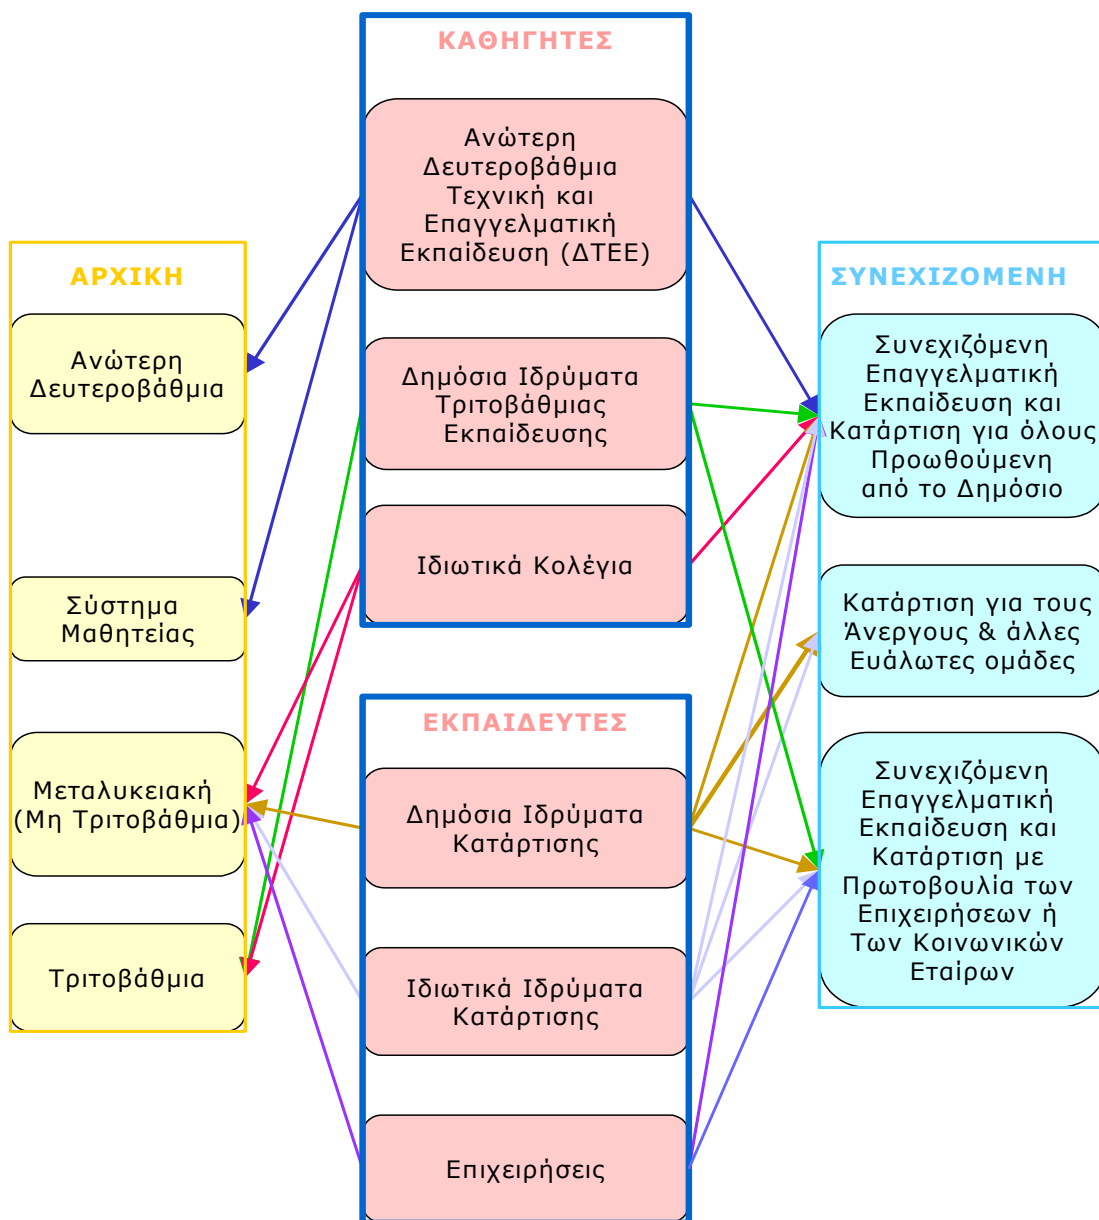 ΚΑΘΗΓΗΤΕΣ
Ανώτερη
Δευτεροβάθμια
Τεχνική και
Επαγγελματική
Εκπαίδευση (ΔΤΕΕ)
Δημόσια Ιδρύματα
Τριτοβάθμιας
Εκπαίδευσης
Ιδιωτικά Κολέγια
ΑΡΧΙΚΗ
Ανώτερη
Δευτεροβάθμια
Σύστημα
Μαθητείας
Μεταλυκειακή
(Μη Τριτοβάθμια)
Τριτοβάθμια
ΕΚΠΑΙΔΕΥΤΕΣ
Δημόσια Ιδρύματα
Κατάρτισης
Ιδιωτικά Ιδρύματα
Κατάρτισης
Επιχειρήσεις
ΣΥΝΕΧΙΖΟΜΕΝΗ
Συνεχιζόμενη
Επαγγελματική
Εκπαίδευση και
Κατάρτιση για όλους
Προωθούμενη
από το Δημόσιο
Κατάρτιση για τους
Άνεργους & άλλες
Ευάλωτες ομάδες
Συνεχιζόμενη
Επαγγελματική
Εκπαίδευση και
Κατάρτιση με
Πρωτοβουλία των
Επιχειρήσεων ή
Των Κοινωνικών
Εταίρων